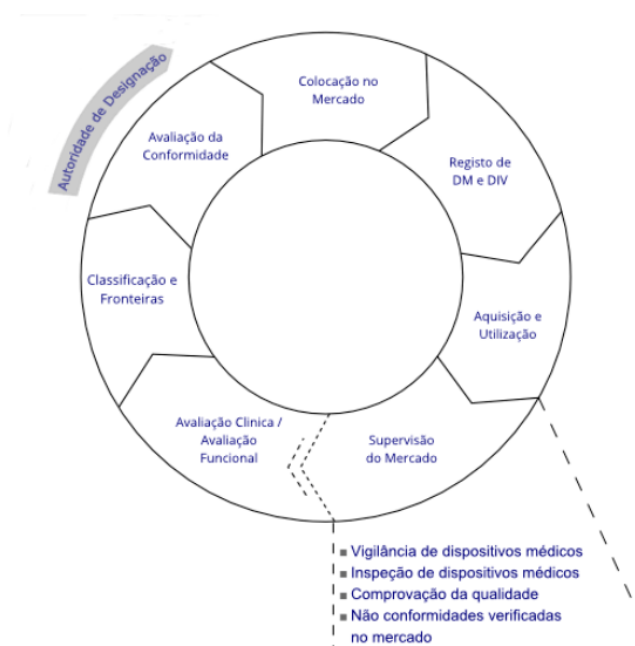 Autoridade de Designação
Colocação no
Mercado
Avaliação da
Conformidade
Registo de
DM e DIV
Classificação e
Fronteiras
Aquisição e
Utilização
Avaliação Clinica /
Avaliação
Funcional
Supervisão
do Mercado
Vigilância de dispositivos médicos
Inspeção de dispositivos médicos
Comprovação da qualidade
Não conformidades verificadas
no mercado